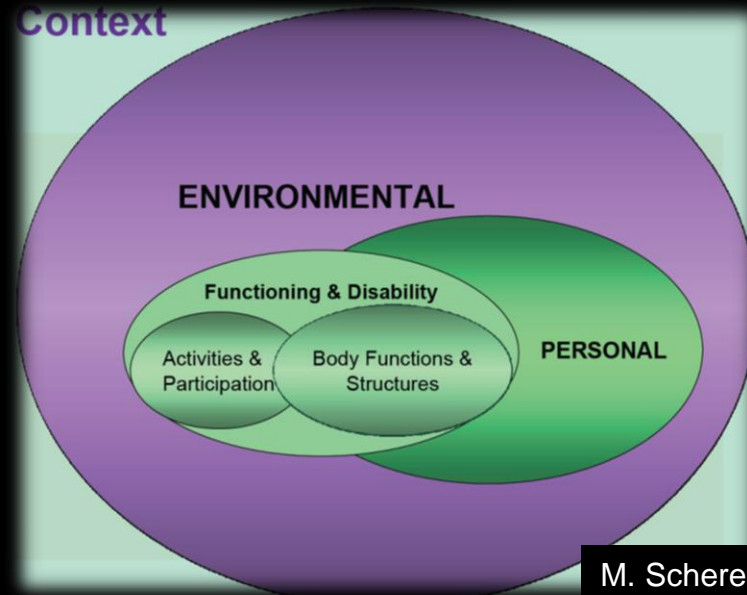 Context
ENVIRONMENTAL
Functioning & Disability
Activities &
Participation
Body Functions &
Structures
PERSONAL
M. Schere